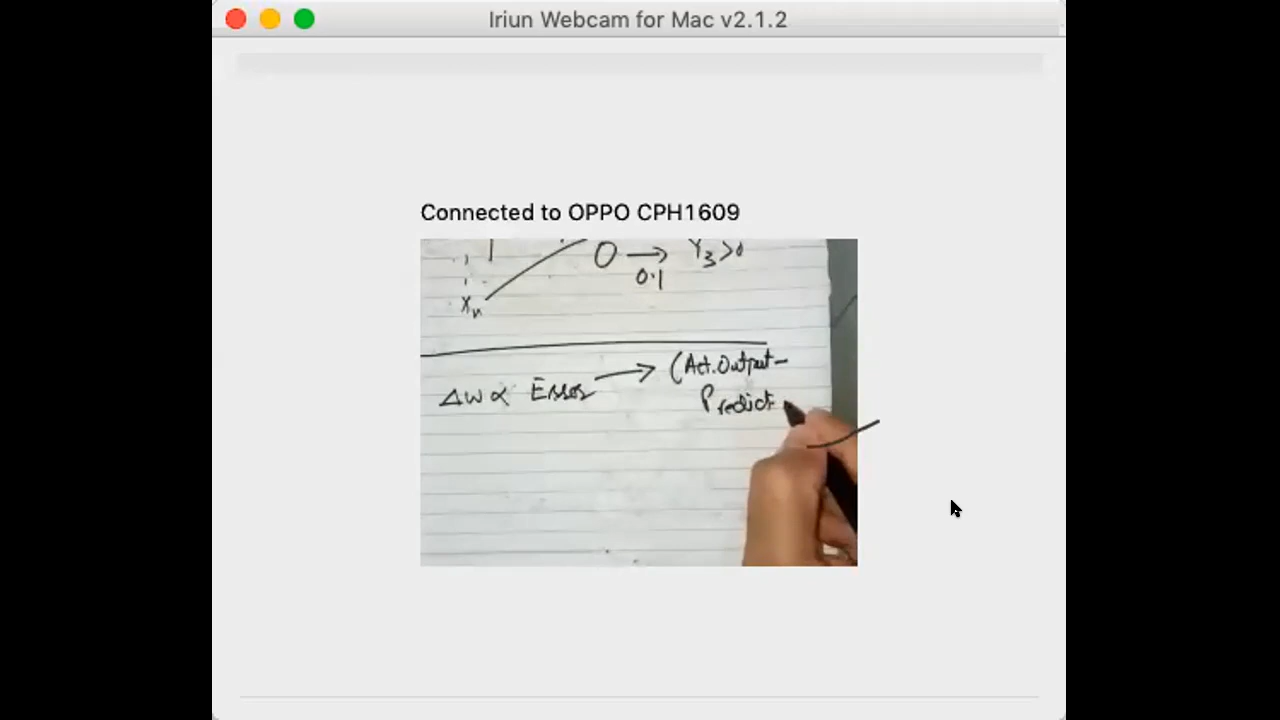 Iriun Webcam for Mac v2.1.2
Connected to OPPO CPH1609
0 → Y3>0
0.1
Xn
Δw∝ Error → (Act.Output-
Predict